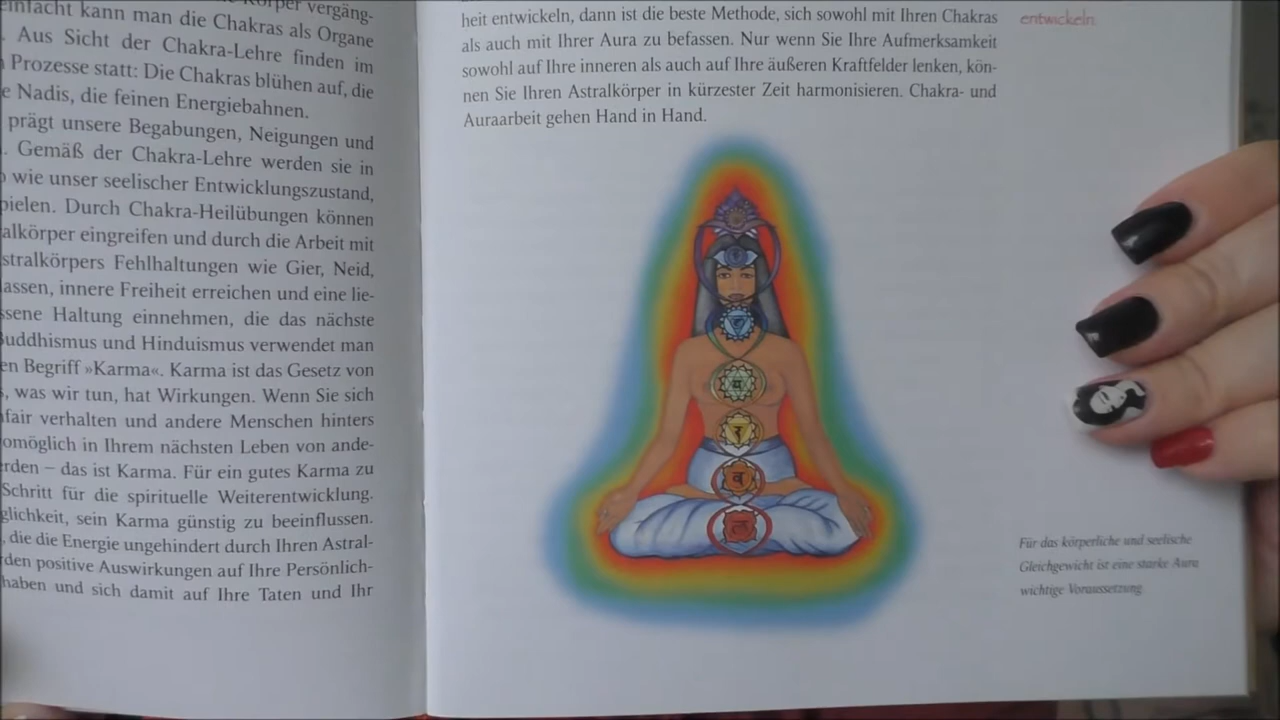 einfacht kann man die Chakras als Organe
. Aus Sicht der Chakra-Lehre finden im
Prozesse statt: Die Chakras blühen auf, die
e Nadis, die feinen Energiebahnen.
prägt unsere Begabungen, Neigungen und
. Gemäß der Chakra-Lehre werden sie in
wie unser seelischer Entwicklungszustand,
pielen. Durch Chakra-Heilübungen können
alkörper eingreifen und durch die Arbeit mit
stralkörpers Fehlhaltungen wie Gier, Neid,
lassen, innere Freiheit erreichen und eine lie-
ssene Haltung einnehmen, die das nächste
Buddhismus und Hinduismus verwendet man
en Begriff »Karma«. Karma ist das Gesetz von
, was wir tun, hat Wirkungen. Wenn Sie sich
fair verhalten und andere Menschen hinters
omöglich in Ihrem nächsten Leben von ande-
rden – das ist Karma. Für ein gutes Karma zu
Schritt für die spirituelle Weiterentwicklung.
glichkeit, sein Karma günstig zu beeinflussen.
, die die Energie ungehindert durch Ihren Astral-
rden positive Auswirkungen auf Ihre Persönlich-
haben und sich damit auf Ihre Taten und Ihr
heit entwickeln, dann ist die beste Methode, sich sowohl mit Ihren Chakras
als auch mit Ihrer Aura zu befassen. Nur wenn Sie Ihre Aufmerksamkeit
sowohl auf Ihre inneren als auch auf Ihre äußeren Kraftfelder lenken, kön-
nen Sie Ihren Astralkörper in kürzester Zeit harmonisieren. Chakra- und
Auraarbeit gehen Hand in Hand.
entwickeln.
Für das körperliche und seelische
Gleichgewicht ist eine starke Aura
wichtige Voraussetzung.